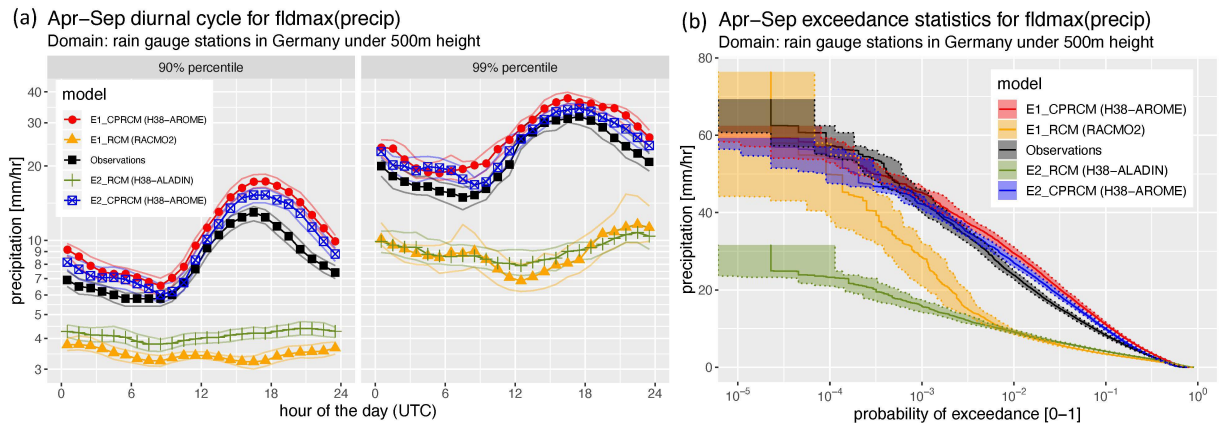 (a) Apr−Sep diurnal cycle for fldmax(precip)
Domain: rain gauge stations in Germany under 500m height
90% percentile
99% percentile
model
E1_CPRCM (H38−AROME)
E1_RCM (RACMO2)
Observations
E2_RCM (H38−ALADIN)
E2_CPRCM (H38−AROME)
precipitation [mm/hr]
40
30
20
10
9
8
7
6
5
4
3
0 6 12 18 24
0 6 12 18 24
hour of the day (UTC)
(b) Apr−Sep exceedance statistics for fldmax(precip)
Domain: rain gauge stations in Germany under 500m height
model
E1_CPRCM (H38−AROME)
E1_RCM (RACMO2)
Observations
E2_RCM (H38−ALADIN)
E2_CPRCM (H38−AROME)
precipitation [mm/hr]
80
60
40
20
0
10⁻⁵ 10⁻⁴ 10⁻³ 10⁻² 10⁻¹ 10⁰
probability of exceedance [0−1]